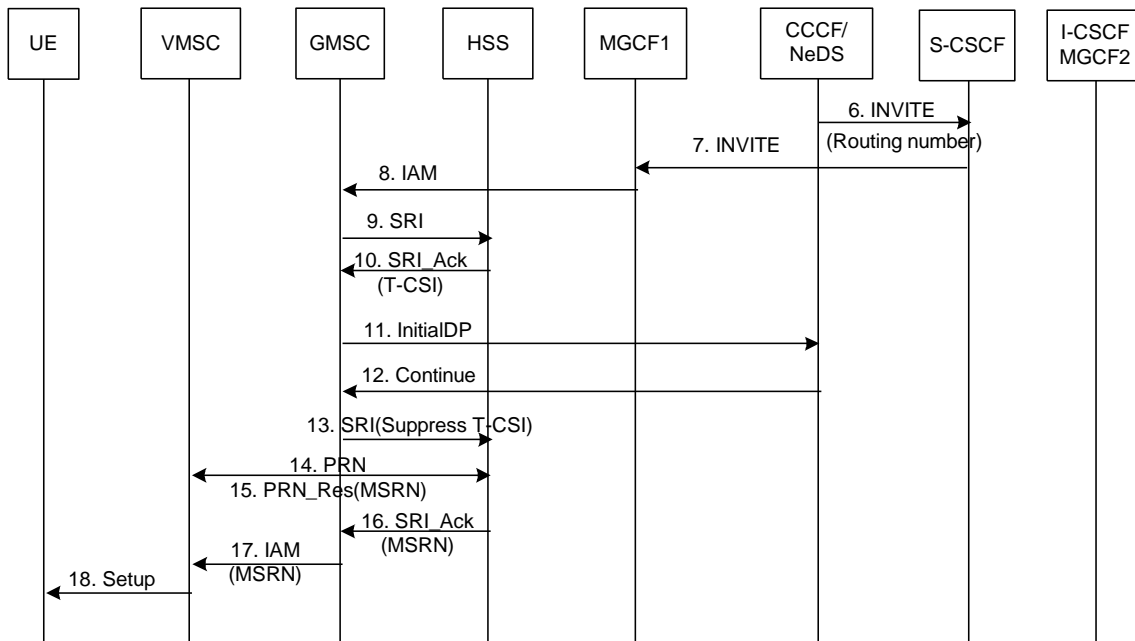 UE
VMSC
GMSC
HSS
MGCF1
CCCF/
NeDS
S-CSCF
I-CSCF
MGCF2
6. INVITE
(Routing number)
7. INVITE
8. IAM
9. SRI
10. SRI_Ack
(T-CSI)
11. InitialDP
12. Continue
13. SRI(Suppress T-CSI)
14. PRN
15. PRN_Res(MSRN)
16. SRI_Ack
(MSRN)
17. IAM
(MSRN)
18. Setup